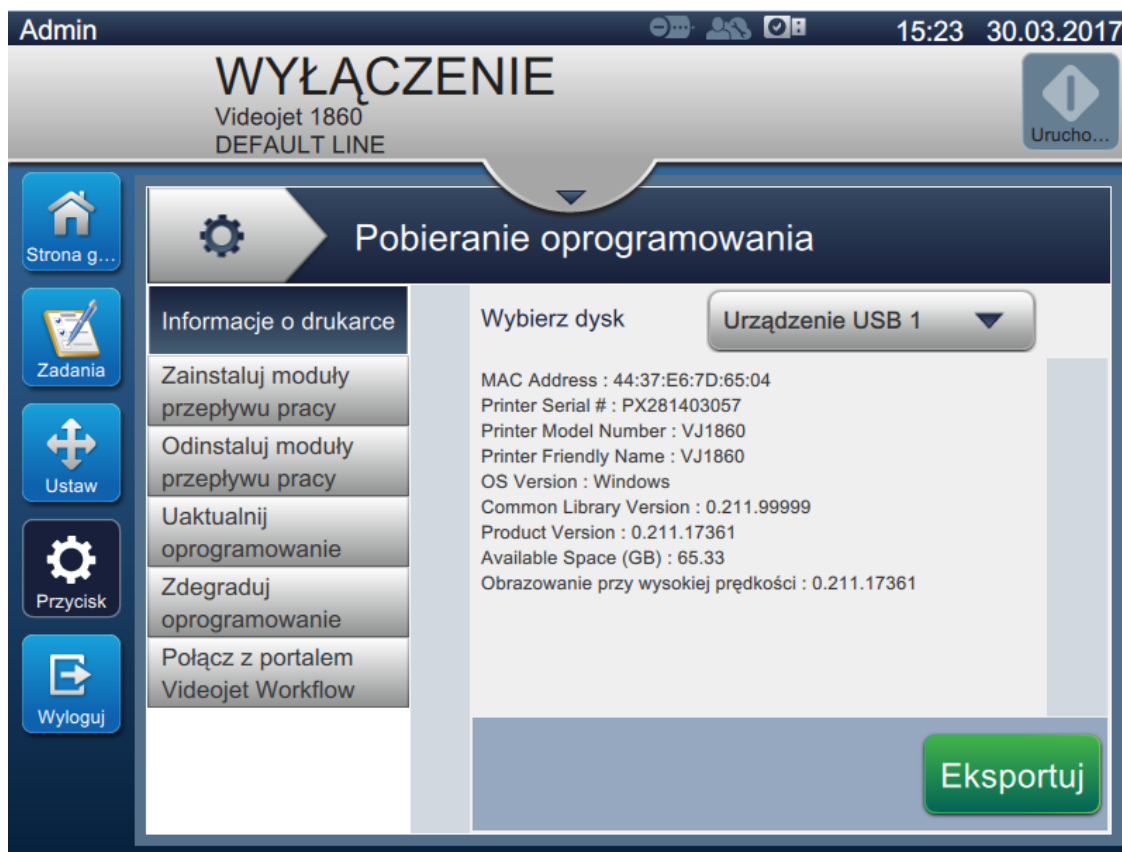 Admin
15:23 30.03.2017
WYŁĄCZENIE
Videojet 1860
DEFAULT LINE
Urucho...
Strona g...
Zadania
Ustaw
Przycisk
Wyloguj
Pobieranie oprogramowania
Informacje o drukarce
Zainstaluj moduły
przepływu pracy
Odinstaluj moduły
przepływu pracy
Uaktualnij
oprogramowanie
Zdegraduj
oprogramowanie
Połącz z portalem
Videojet Workflow
Wybierz dysk
Urządzenie USB 1
MAC Address : 44:37:E6:7D:65:04
Printer Serial # : PX281403057
Printer Model Number : VJ1860
Printer Friendly Name : VJ1860
OS Version : Windows
Common Library Version : 0.211.99999
Product Version : 0.211.17361
Available Space (GB) : 65.33
Obrazowanie przy wysokiej prędkości : 0.211.17361
Eksportuj